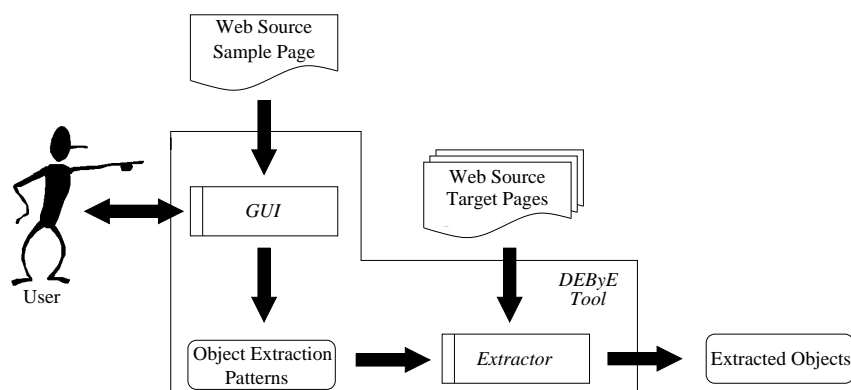 Web Source
Sample Page
Web Source
Target Pages
GUI
User
DEByE
Tool
Object Extraction
Patterns
Extractor
Extracted Objects